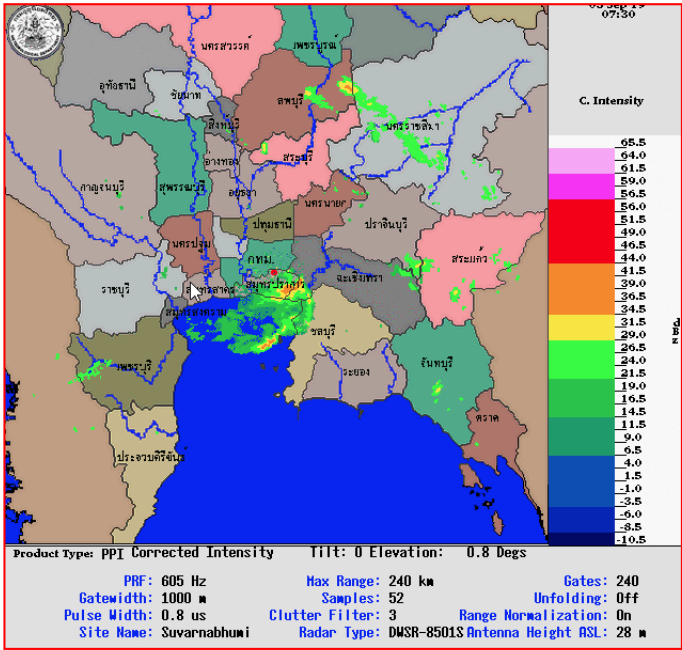 07:30
C. Intensity
นครสวรรค์
เพชรบูรณ์
อุทัยธานี
ชัยนาท
ลพบุรี
นครราชสีมา
สิงห์บุรี
อ่างทอง
สระบุรี
กาญจนบุรี
สุพรรณบุรี
อยุธยา
นครนายก
ปทุมธานี
ปราจีนบุรี
นครปฐม
กทม.
สระแก้ว
ฉะเชิงเทรา
ราชบุรี
สมุทรปราการ
สมุทรสงคราม
ชลบุรี
เพชรบุรี
ระยอง
จันทบุรี
ตราด
ประจวบคีรีขันธ์
65.5
64.0
61.5
59.0
56.5
56.0
51.5
49.0
46.5
44.0
41.5
39.0
36.5
34.5
31.5
29.0
26.5
24.0
21.5
19.0
16.5
14.5
11.5
9.0
6.5
4.0
1.5
-1.0
-3.5
-6.0
-8.5
-10.5
Product Type: PPI Corrected Intensity Tilt: 0 Elevation: 0.8 Degs
PRF: 605 Hz Max Range: 240 km Gates: 240
Gatewidth: 1000 m Samples: 52 Unfolding: Off
Pulse Width: 0.8 us Clutter Filter: 3 Range Normalization: On
Site Name: Suvarnabhumi Radar Type: DWSR-8501S Antenna Height ASL: 28 m